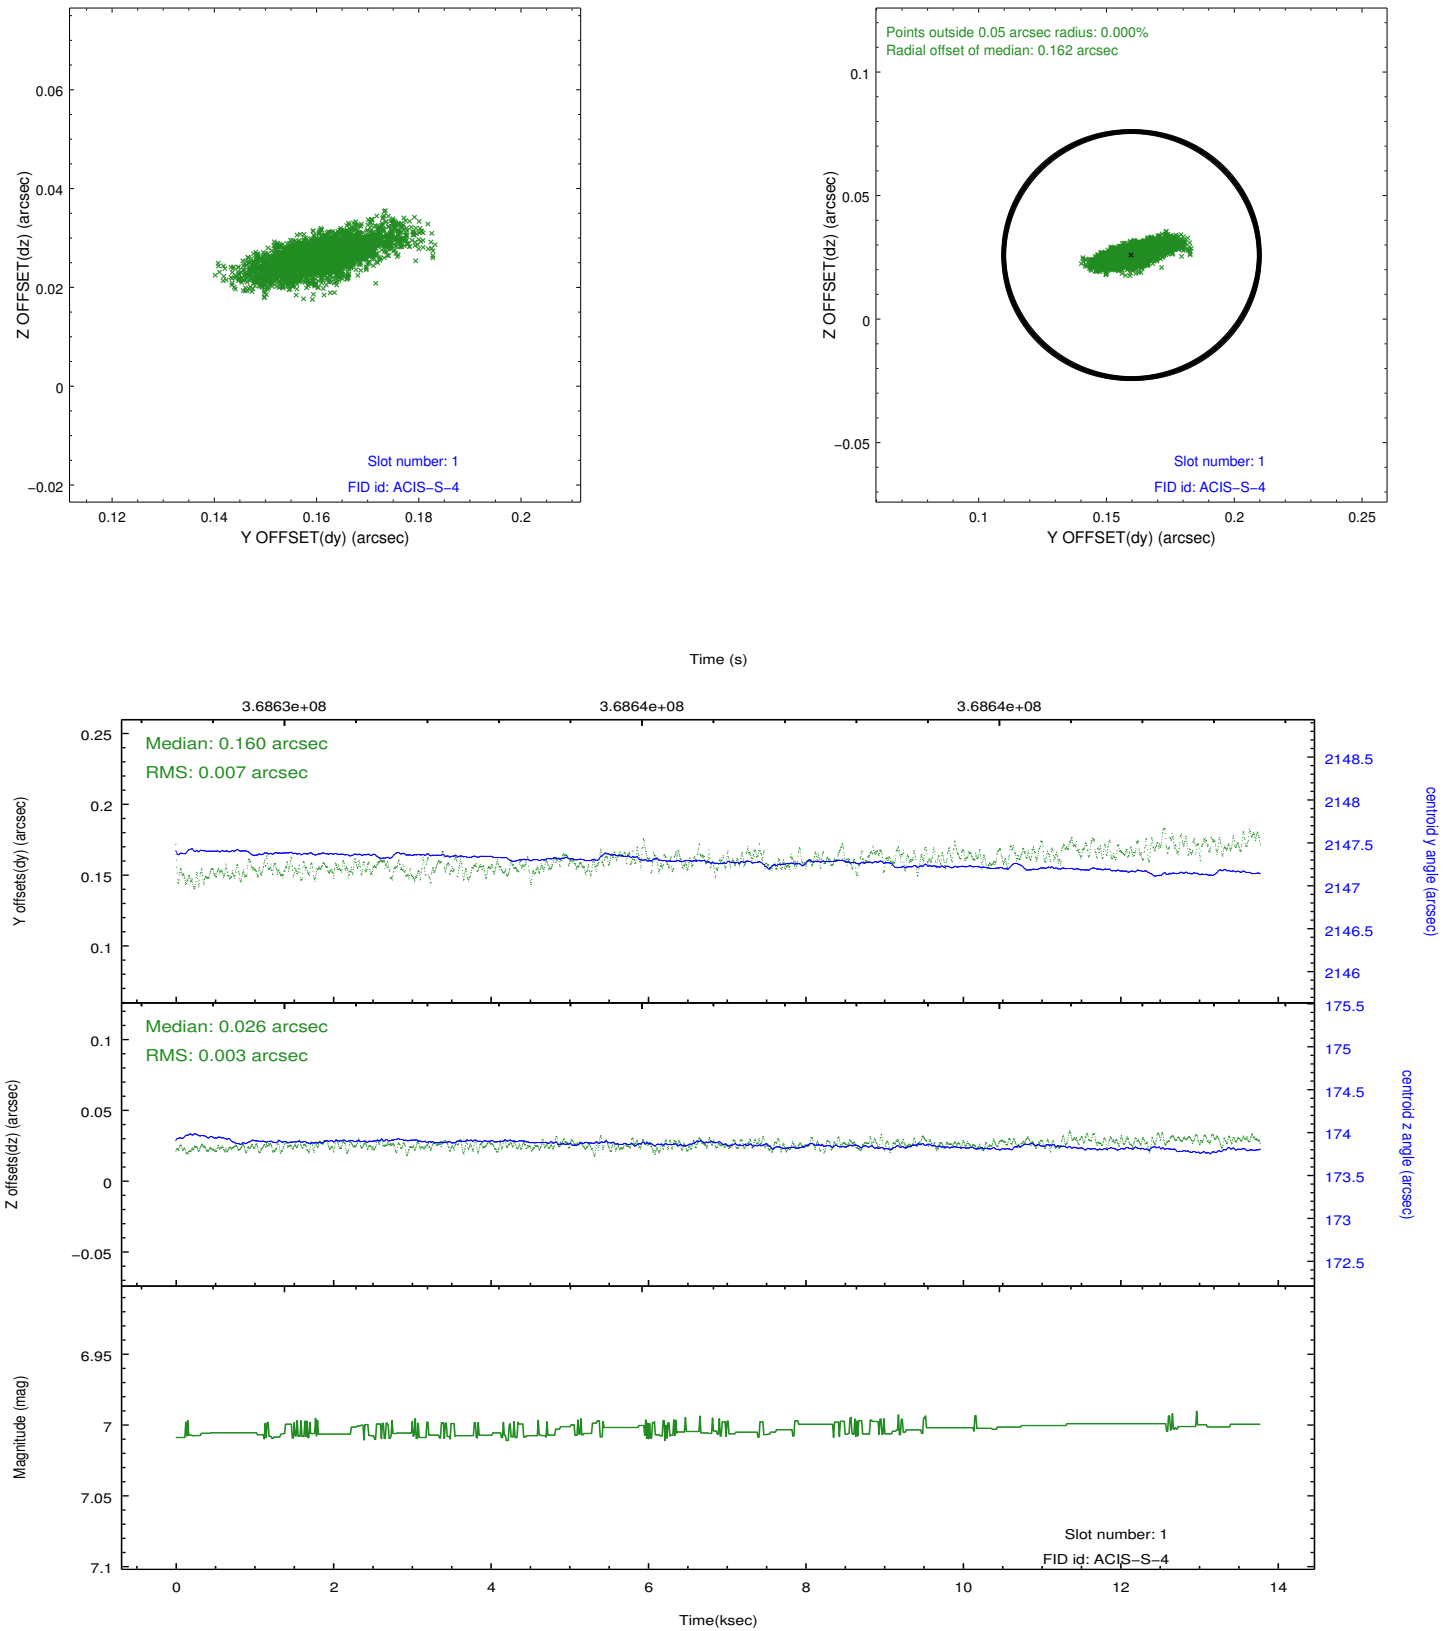 0.06
0.04
0.02
0
−0.02
Z OFFSET(dz) (arcsec)
Slot number: 1
FID id: ACIS−S−4
0.12
0.14
0.16
0.18
0.2
Y OFFSET(dy) (arcsec)
Points outside 0.05 arcsec radius: 0.000%
Radial offset of median: 0.162 arcsec
0.1
0.05
0
−0.05
Z OFFSET(dz) (arcsec)
Slot number: 1
FID id: ACIS−S−4
0.1
0.15
0.2
0.25
Y OFFSET(dy) (arcsec)
Time (s)
3.6863e+08
3.6864e+08
3.6864e+08
Median: 0.160 arcsec
RMS: 0.007 arcsec
0.25
0.2
0.15
0.1
Y offsets(dy) (arcsec)
2148.5
2148
2147.5
2147
2146.5
2146
centroid y angle (arcsec)
Median: 0.026 arcsec
RMS: 0.003 arcsec
0.1
0.05
0
−0.05
Z offsets(dz) (arcsec)
175.5
175
174.5
174
173.5
173
172.5
centroid z angle (arcsec)
6.95
7
7.05
7.1
Magnitude (mag)
Slot number: 1
FID id: ACIS−S−4
0
2
4
6
8
10
12
14
Time(ksec)